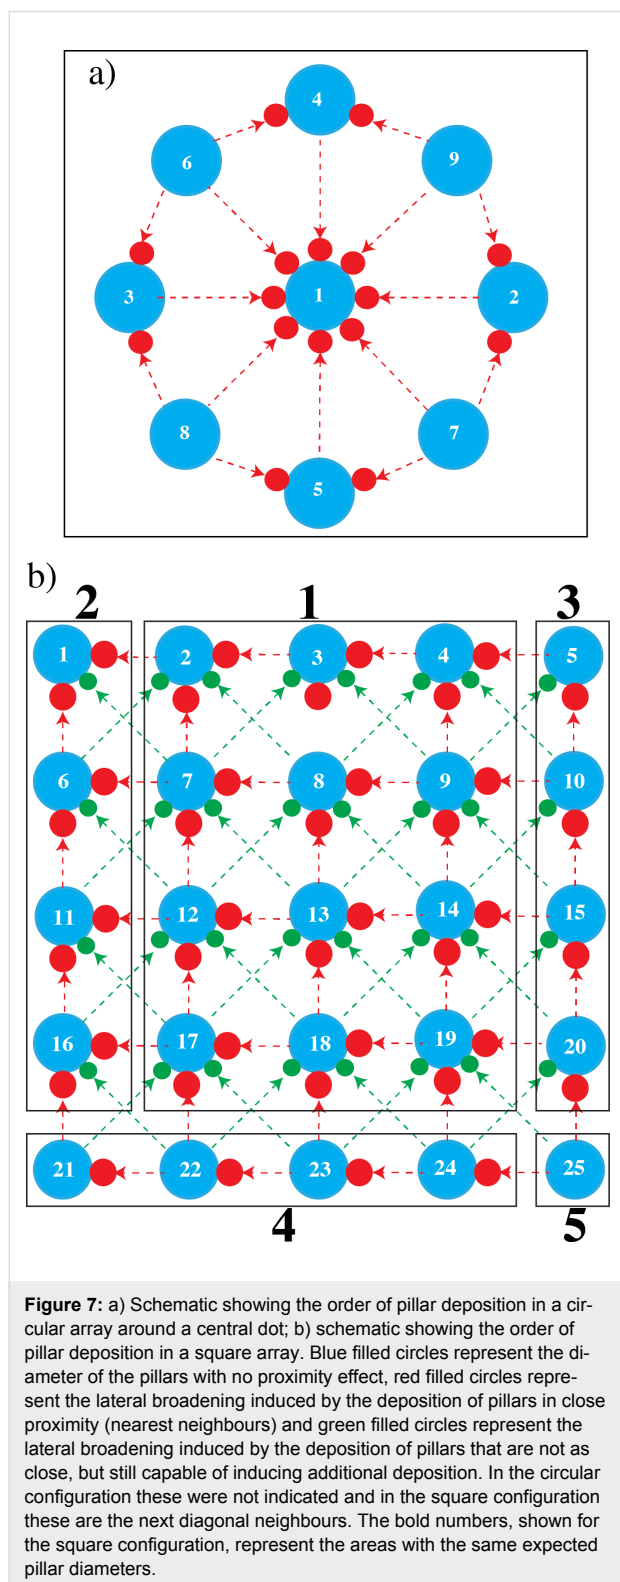 a)
4
6
9
3
1
2
8
7
5
b)
2 1 3
1 2 3 4 5
6 7 8 9 10
11 12 13 14 15
16 17 18 19 20
21 22 23 24 25
4 5
Figure 7: a) Schematic showing the order of pillar deposition in a cir-
cular array around a central dot; b) schematic showing the order of
pillar deposition in a square array. Blue filled circles represent the di-
ameter of the pillars with no proximity effect, red filled circles repre-
sent the lateral broadening induced by the deposition of pillars in close
proximity (nearest neighbours) and green filled circles represent the
lateral broadening induced by the deposition of pillars that are not as
close, but still capable of inducing additional deposition. In the circular
configuration these were not indicated and in the square configuration
these are the next diagonal neighbours. The bold numbers, shown for
the square configuration, represent the areas with the same expected
pillar diameters.